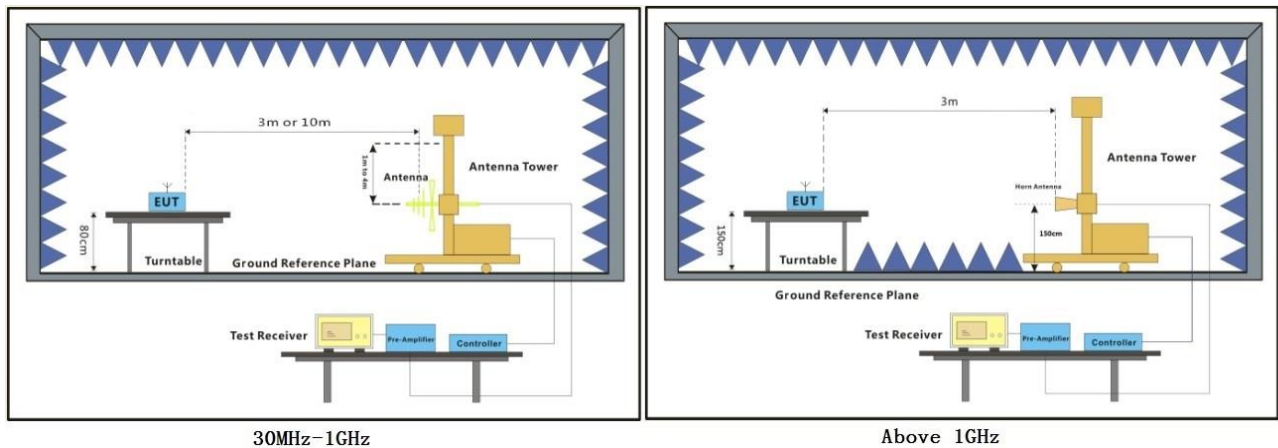 3m or 10m
1m to 4m
Antenna
Antenna Tower
EUT
80cm
Turntable
Ground Reference Plane
Test Receiver
Pre-Amplifier
Controller
30MHz-1GHz
3m
Antenna Tower
Horn Antenna
EUT
150cm
150cm
Turntable
Ground Reference Plane
Test Receiver
Pre-Amplifier
Controller
Above 1GHz